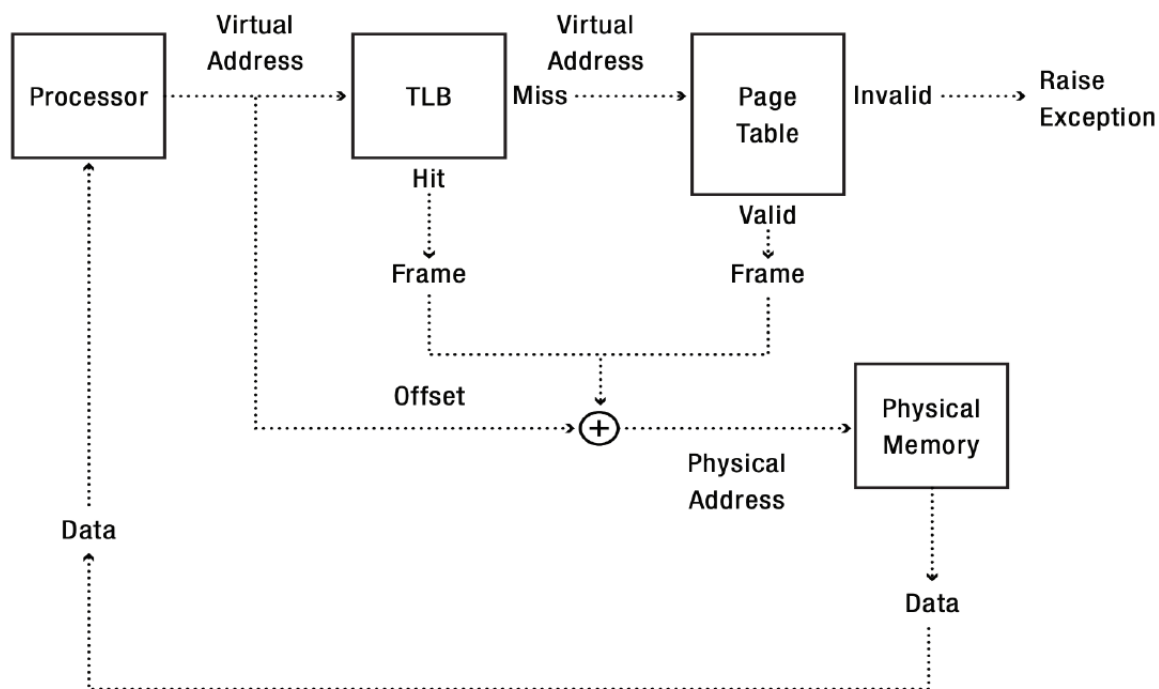 Virtual
Address
Virtual
Address
Processor
TLB
Miss
Page
Table
Invalid
Raise
Exception
Hit
Valid
Frame
Frame
Offset
+
Physical
Memory
Physical
Address
Data
Data